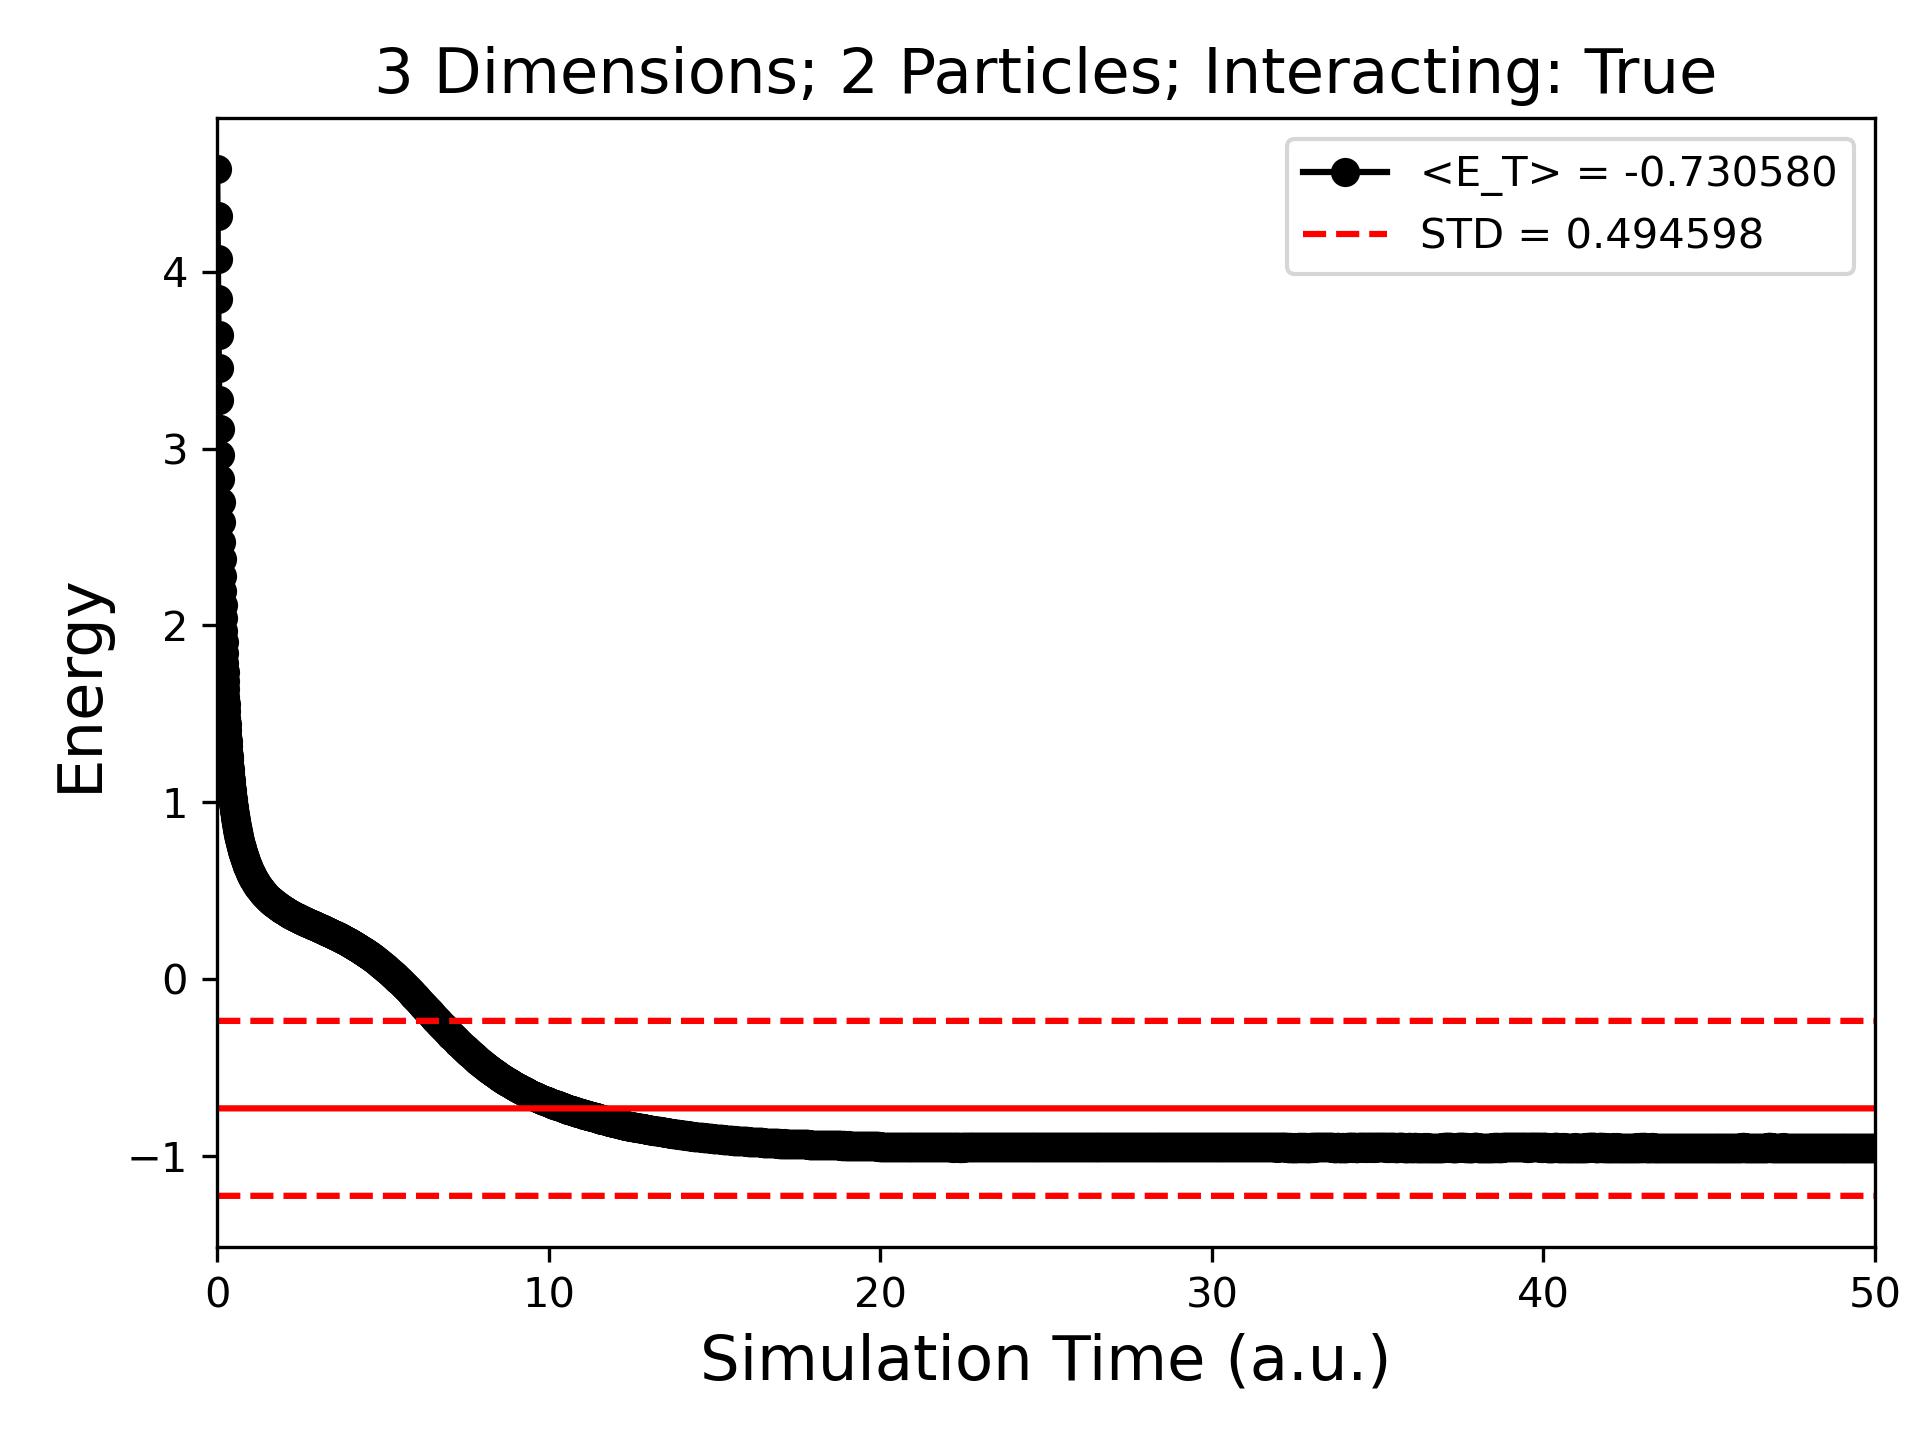 3 Dimensions; 2 Particles; Interacting: True
<E_T> = -0.730580
STD = 0.494598
Energy
4
3
2
1
0
−1
0 10 20 30 40 50
Simulation Time (a.u.)